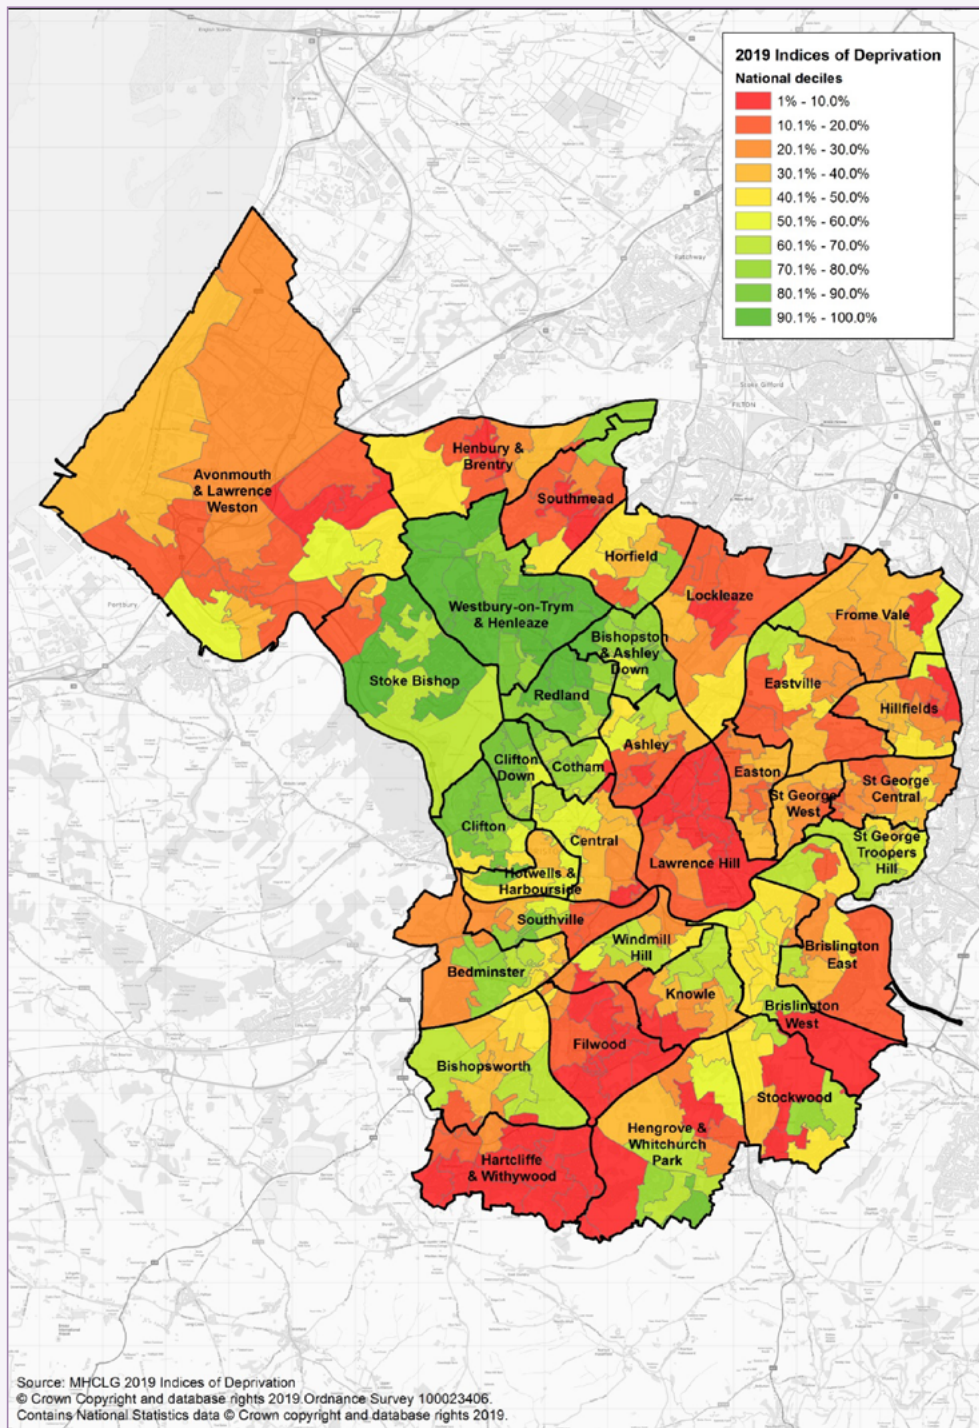 2019 Indices of Deprivation
National deciles
1% - 10.0%
10.1% - 20.0%
20.1% - 30.0%
30.1% - 40.0%
40.1% - 50.0%
50.1% - 60.0%
60.1% - 70.0%
70.1% - 80.0%
80.1% - 90.0%
90.1% - 100.0%
Patchway
Stoke Gifford
FILTON
Henbury &
Brentry
Avonmouth
& Lawrence
Weston
Southmead
Horfield
Lockleaze
Portbury
Frome Vale
Westbury-on-Trym
& Henleaze
Bishopston
& Ashley
Down
Stoke Bishop
Eastville
Redland
Hillfields
Ashley
Clifton
Down
Cotham
Easton
St George
West
St George
Central
Clifton
Central
St George
Troopers
Hill
Lawrence Hill
Hotwells &
Harbourside
Southville
Windmill
Hill
Brislington
East
Bedminster
Knowle
Brislington
West
Filwood
Bishopsworth
Stockwood
Hengrove &
Whitchurch
Park
Hartcliffe
& Withywood
Source: MHCLG 2019 Indices of Deprivation
© Crown Copyright and database rights 2019.Ordnance Survey 100023406.
Contains National Statistics data © Crown copyright and database rights 2019.